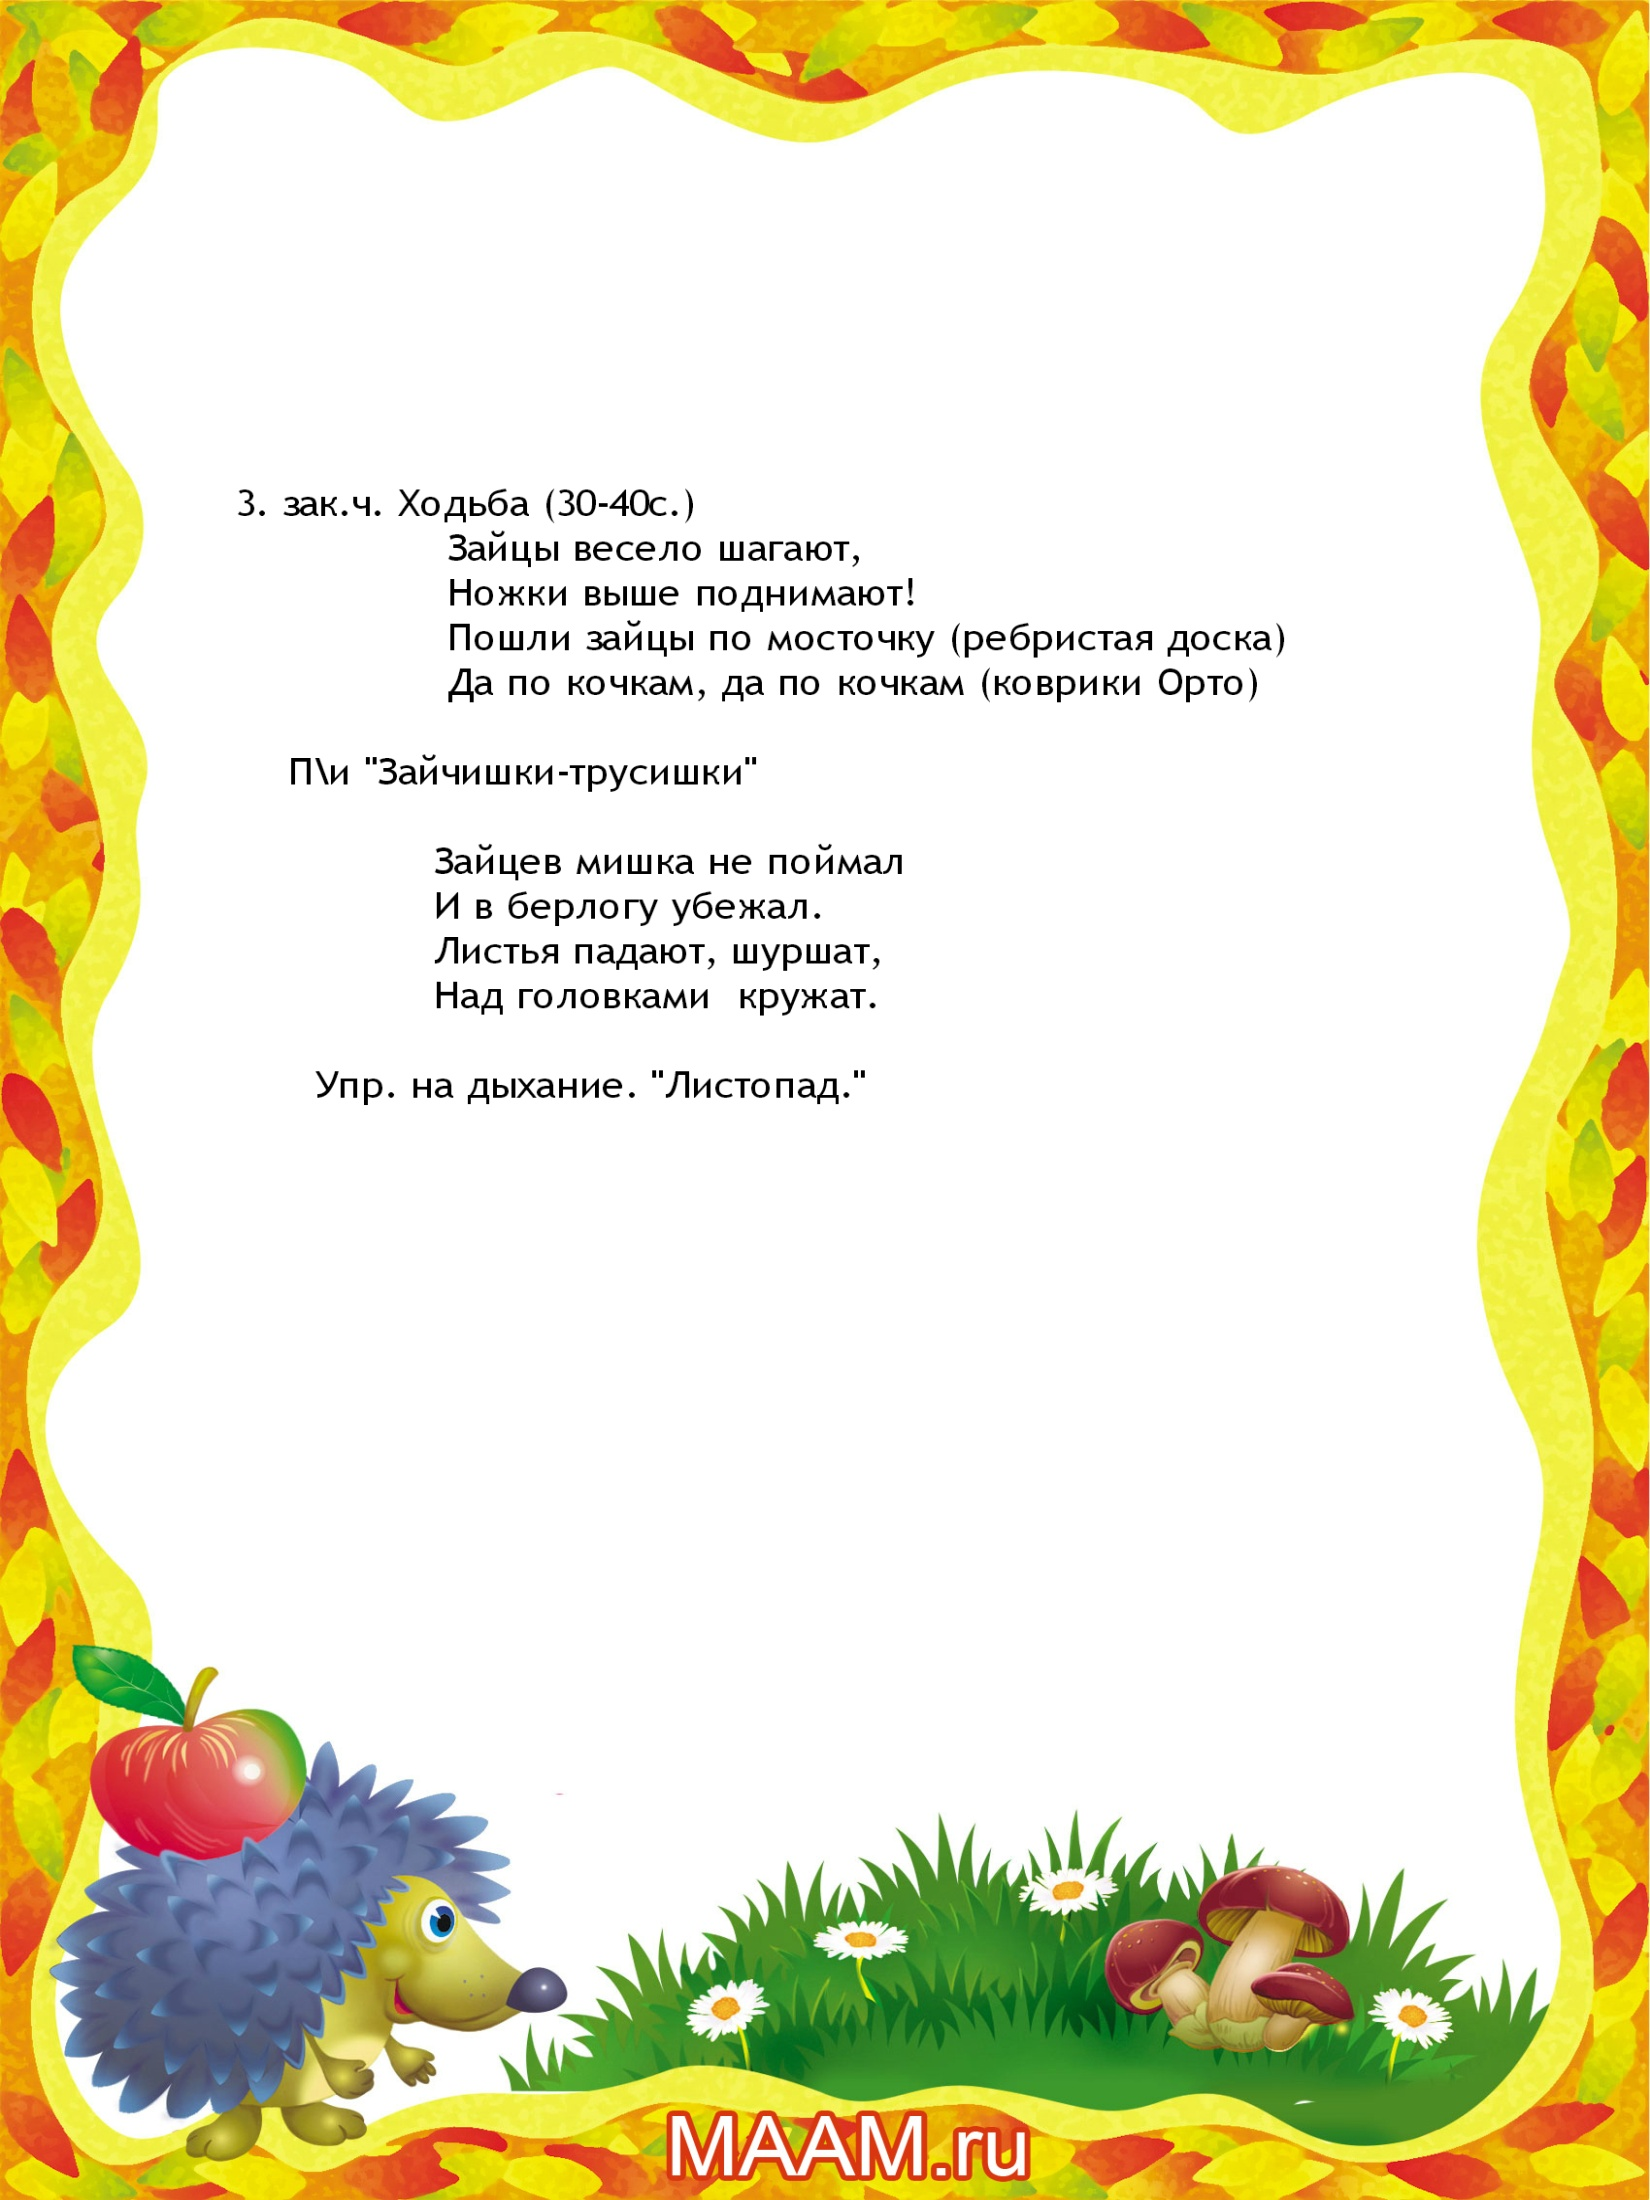 3. зак.ч. Ходьба (30-40с.)
Зайцы весело шагают,
Ножки выше поднимают!
Пошли зайцы по мосточку (ребристая доска)
Да по кочкам, да по кочкам (коврики Орто)
П\и "Зайчишки-трусишки"
Зайцев мишка не поймал
И в берлогу убежал.
Листья падают, шуршат,
Над головками  кружат.
Упр. на дыхание. "Листопад."
MAAM.ru